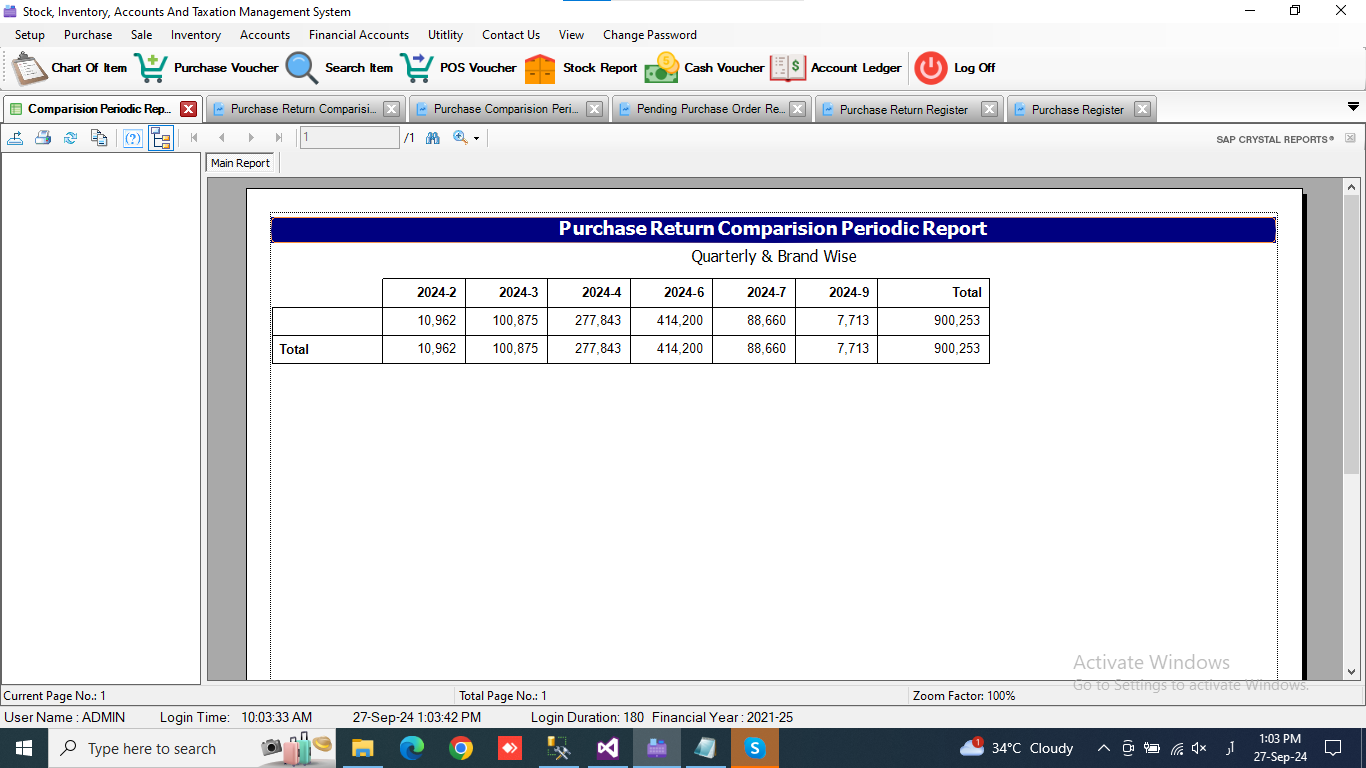 Stock, Inventory, Accounts And Taxation Management System
Setup Purchase Sale Inventory Accounts Financial Accounts Utitlity Contact Us View Change Password
Chart Of Item Purchase Voucher Search Item POS Voucher Stock Report Cash Voucher Account Ledger Log Off
Comparision Periodic Rep... Purchase Return Comparisi... Purchase Comparision Peri... Pending Purchase Order Re... Purchase Return Register Purchase Register
1 /1 SAP CRYSTAL REPORTS®
Main Report
Purchase Return Comparision Periodic Report
Quarterly & Brand Wise
2024-2 2024-3 2024-4 2024-6 2024-7 2024-9 Total
10,962 100,875 277,843 414,200 88,660 7,713 900,253
Total 10,962 100,875 277,843 414,200 88,660 7,713 900,253
Activate Windows
Go to Settings to activate Windows.
Current Page No.: 1 Total Page No.: 1 Zoom Factor: 100%
User Name : ADMIN Login Time: 10:03:33 AM 27-Sep-24 1:03:42 PM Login Duration: 180 Financial Year : 2021-25
Type here to search 34°C Cloudy 1:03 PM
27-Sep-24